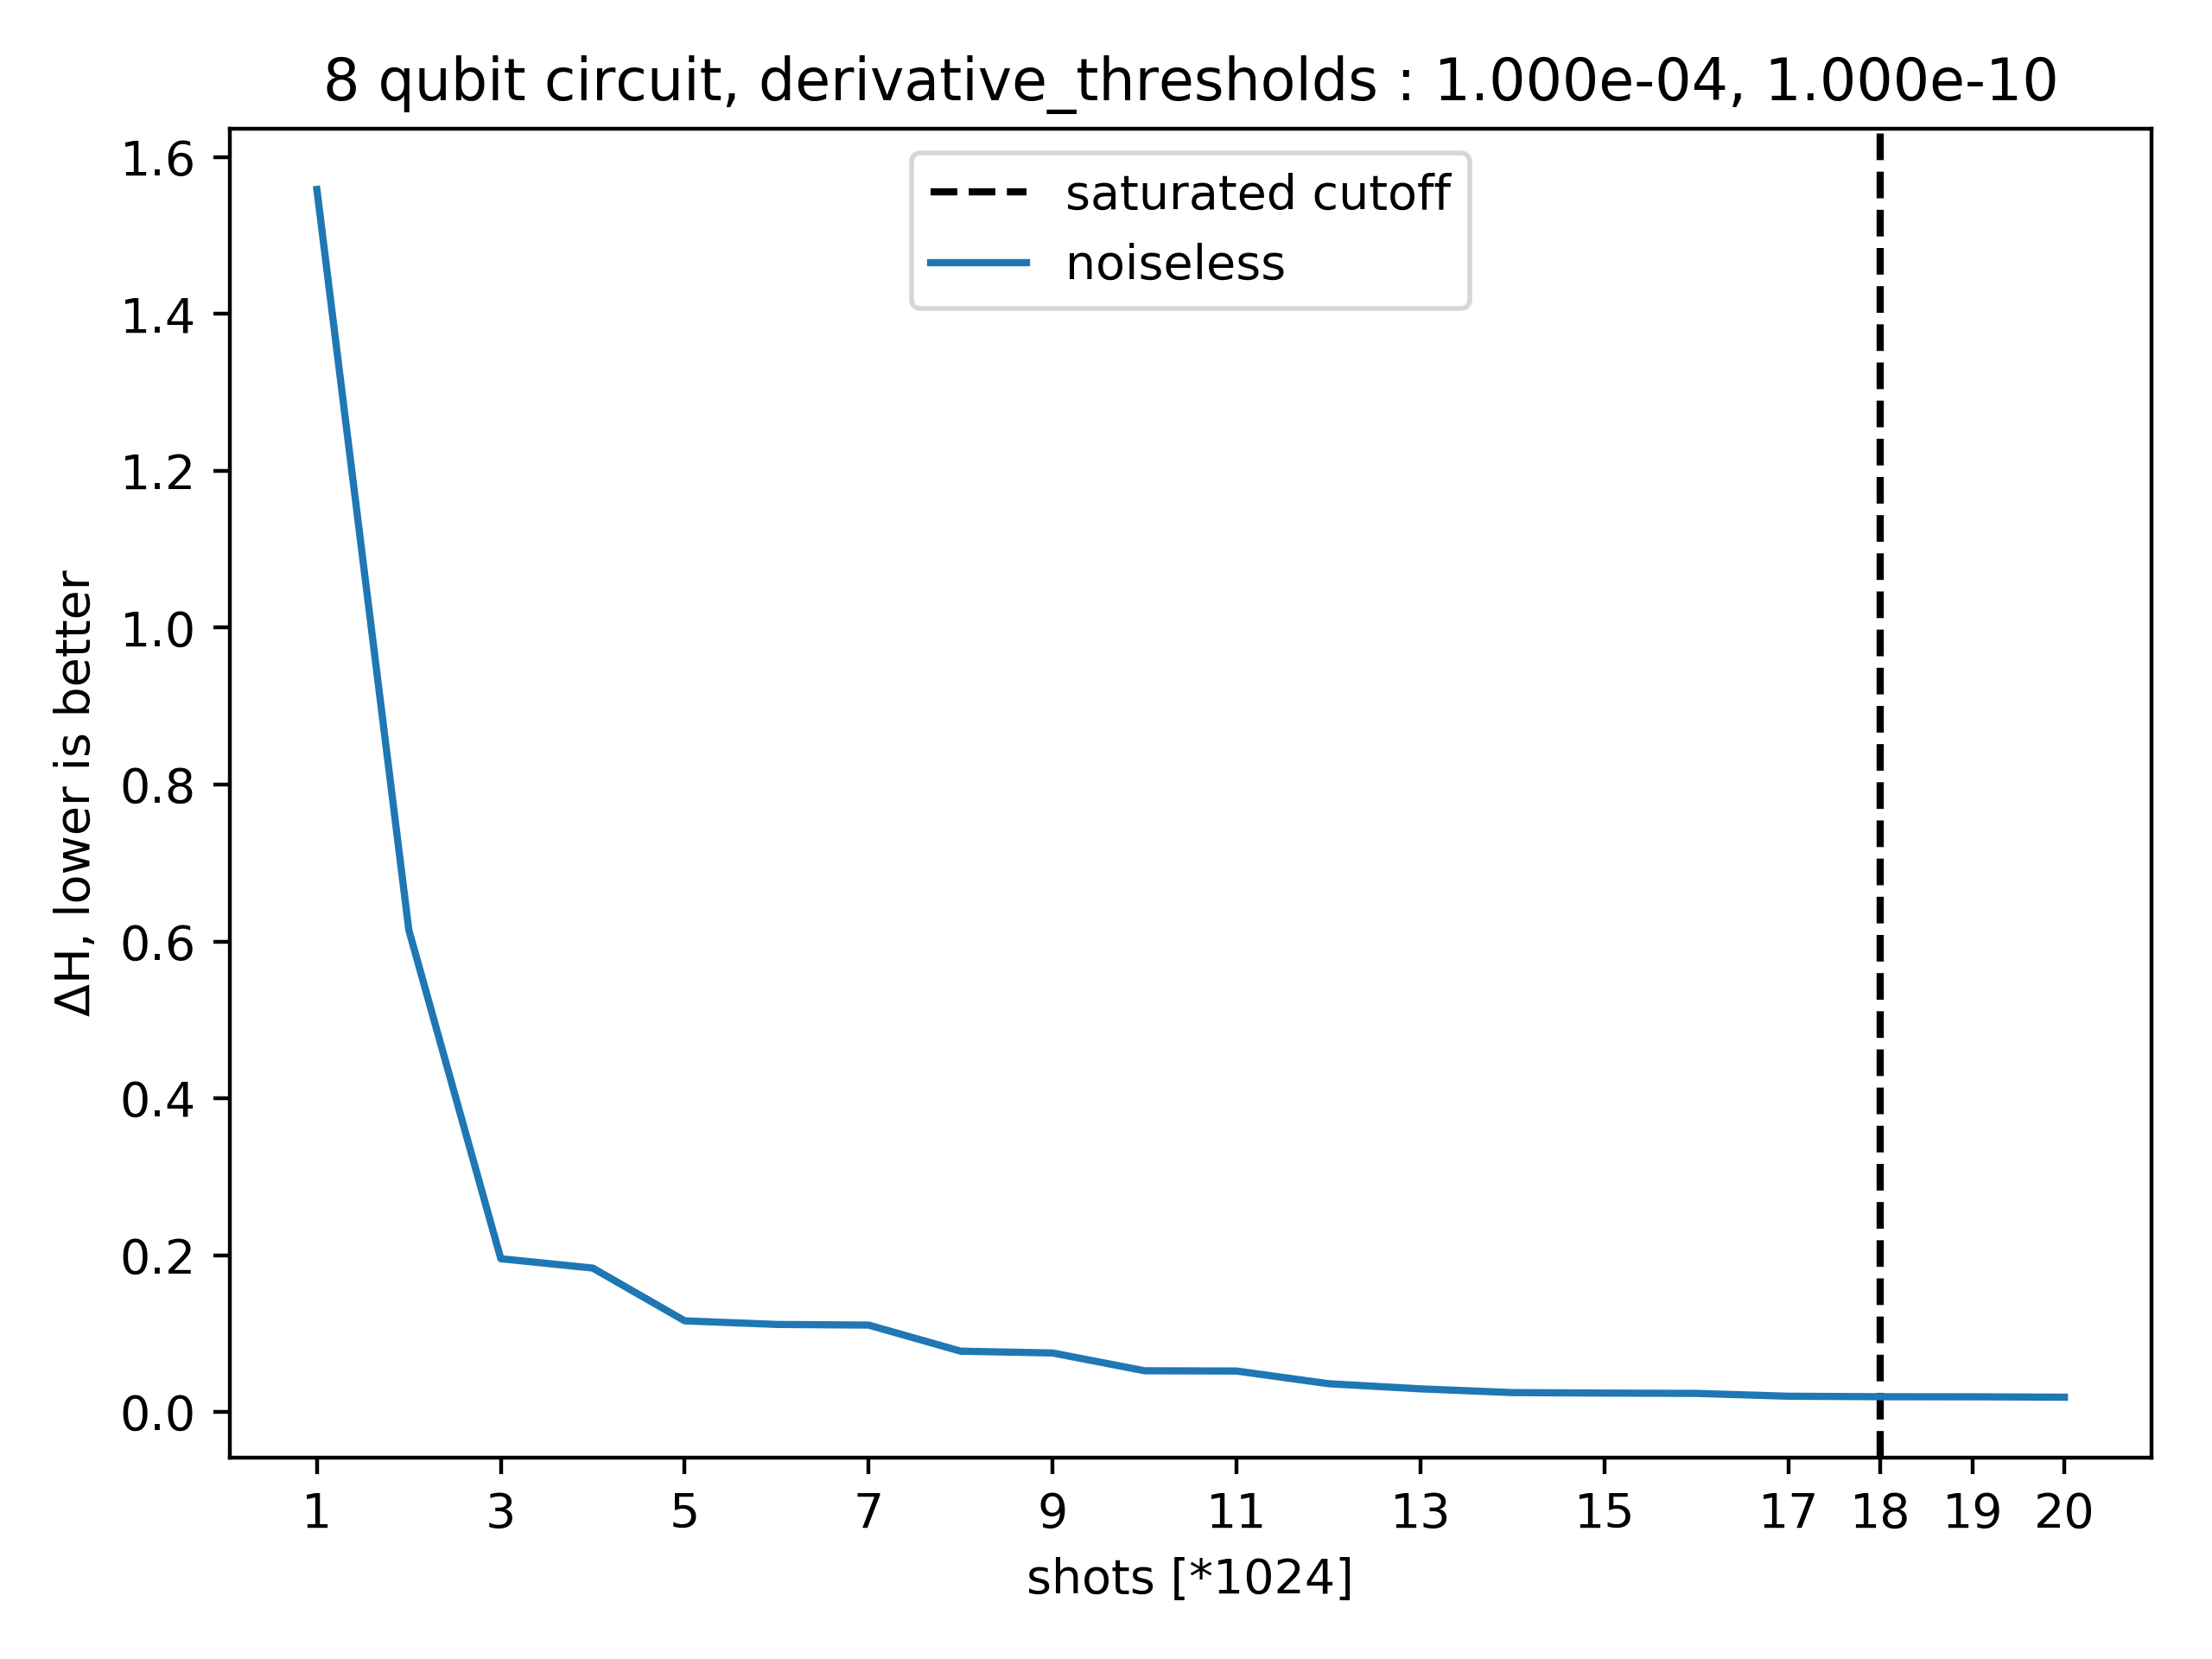 8 qubit circuit, derivative_thresholds : 1.000e-04, 1.000e-10
saturated cutoff
noiseless
1.6
1.4
1.2
1.0
0.8
0.6
0.4
0.2
0.0
ΔH, lower is better
1 3 5 7 9 11 13 15 17 18 19 20
shots [*1024]